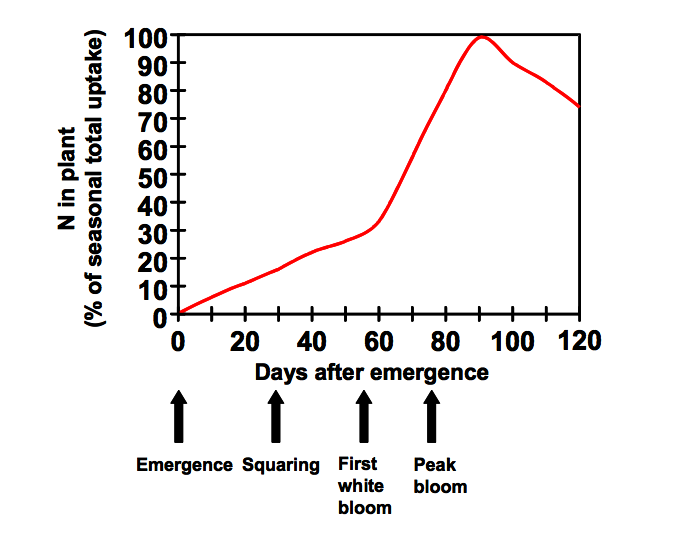 N in plant
(% of seasonal total uptake)
100
90
80
70
60
50
40
30
20
10
0
0 20 40 60 80 100 120
Days after emergence
Emergence Squaring First white bloom Peak bloom